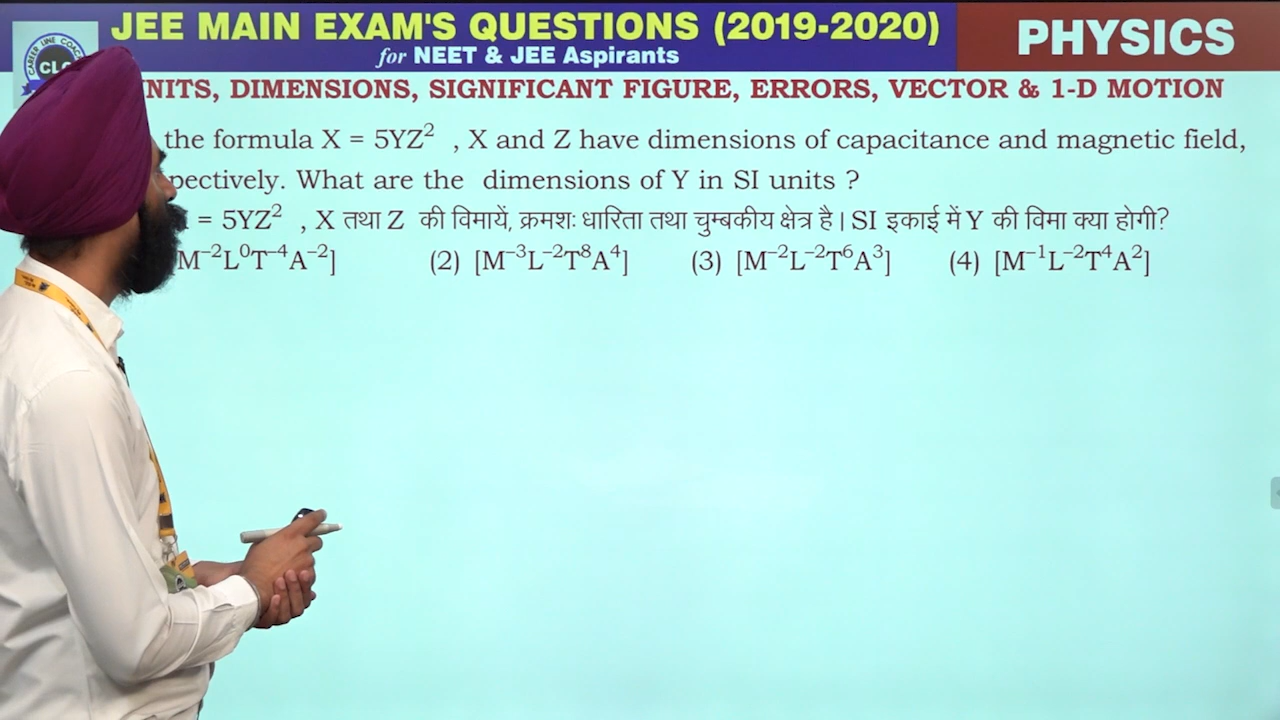 JEE MAIN EXAM'S QUESTIONS (2019-2020)
for NEET & JEE Aspirants
PHYSICS
CLC
DIMENSIONS, SIGNIFICANT FIGURE, ERRORS, VECTOR & 1-D MOTION
the formula X = 5YZ² , X and Z have dimensions of capacitance and magnetic field,
What are the dimensions of Y in SI units ?
= 5YZ² , X तथा Z की विमायें, क्रमशः धारिता तथा चुम्बकीय क्षेत्र है। SI इकाई में Y की विमा क्या होगी?
M⁻²L⁰T⁻⁴A⁻²] (2) [M⁻³L⁻²T⁸A⁴] (3) [M⁻²L⁻²T⁶A³] (4) [M⁻¹L⁻²T⁴A²]